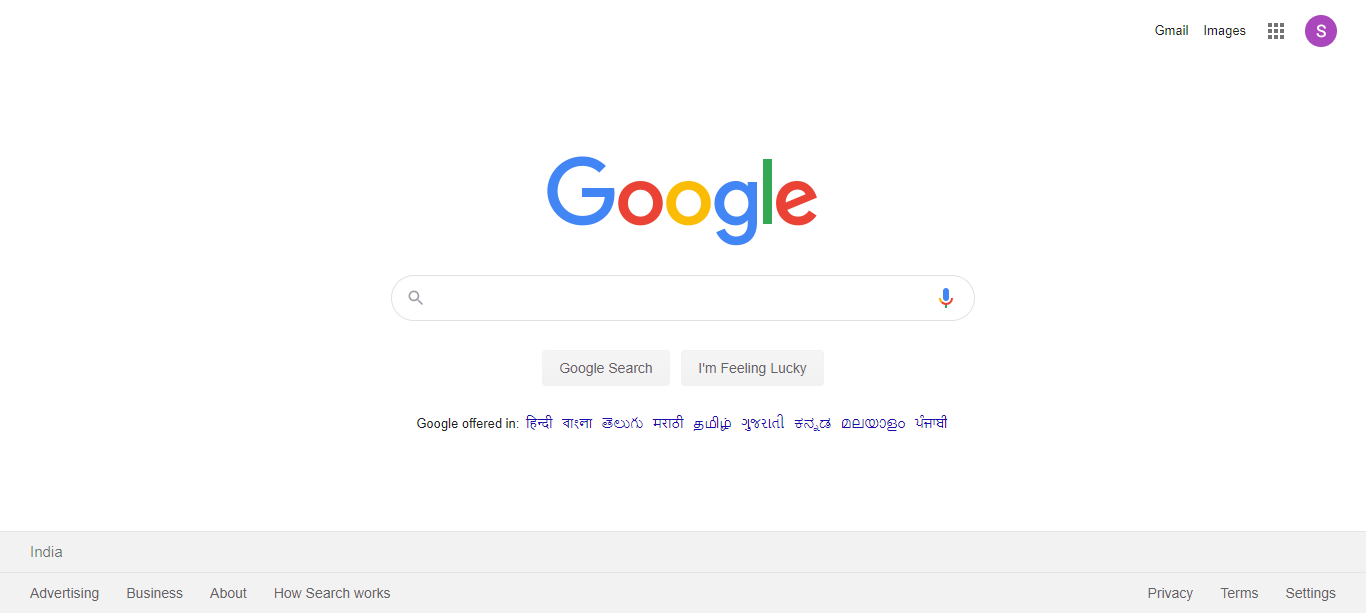 Gmail Images S
Google
Google Search I'm Feeling Lucky
Google offered in: हिन्दी বাংলা తెలుగు मराठी தமிழ் ગુજરાતી ಕನ್ನಡ മലയാളം ਪੰਜਾਬੀ
India
Advertising Business About How Search works Privacy Terms Settings